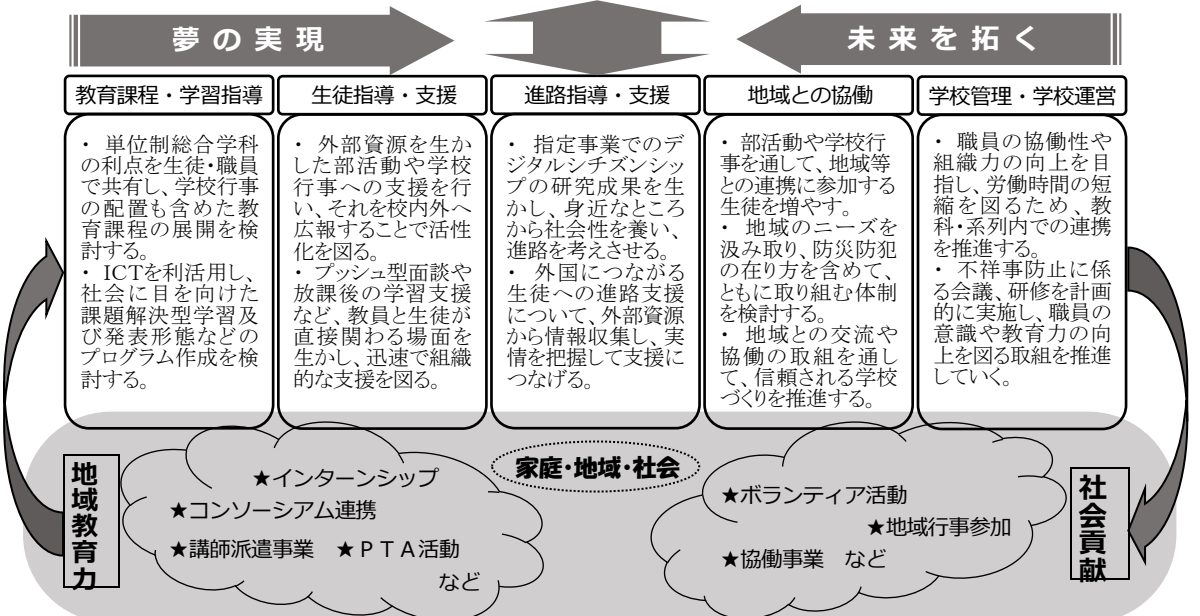 夢の実現
未来を拓く
教育課程・学習指導
・ 単位制総合学科
の利点を生徒・職員
で共有し、学校行事
の配置も含めた教
育課程の展開を検
討する。
・ ICTを利活用し、
社会に目を向けた
課題解決型学習及
び発表形態などの
プログラム作成を検
討する。
生徒指導・支援
・ 外部資源を生か
した部活動や学校
行事への支援を行
い、それを校内外へ
広報することで活性
化を図る。
・ プッシュ型面談や
放課後の学習支援
など、教員と生徒が
直接関わる場面を
生かし、迅速で組織
的な支援を図る。
進路指導・支援
・ 指定事業でのデ
ジタルシチズンシッ
プの研究成果を生
かし、身近なところ
から社会性を養い、
進路を考えさせる。
・ 外国につながる
生徒への進路支援
について、外部資源
から情報収集し、実
情を把握して支援に
つなげる。
地域との協働
・ 部活動や学校行
事を通して、地域等
との連携に参加する
生徒を増やす。
・ 地域のニーズを
汲み取り、防災防犯
の在り方を含めて、
ともに取り組む体制
を検討する。
・ 地域との交流や
協働の取組を通し
て、信頼される学校
づくりを推進する。
学校管理・学校運営
・ 職員の協働性や
組織力の向上を目
指し、労働時間の短
縮を図るため、教
科・系列内での連携
を推進する。
・ 不祥事防止に係
る会議、研修を計画
的に実施し、職員の
意識や教育力の向
上を図る取組を推進
していく。
地域教育力
★インターンシップ
★コンソーシアム連携
★講師派遣事業 ★ＰＴＡ活動
など
家庭・地域・社会
★ボランティア活動
★地域行事参加
★協働事業 など
社会貢献